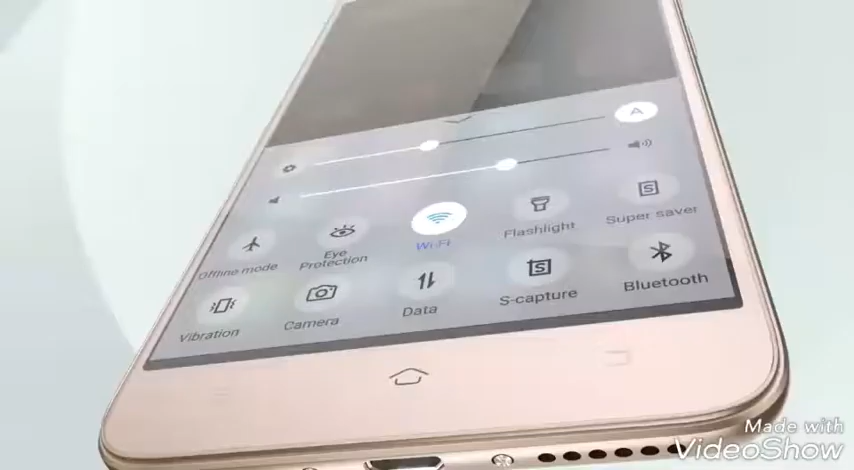 A
Offline mode
Eye
Protection
Wi-Fi
Flashlight
S
Super saver
Vibration
Camera
Data
S
S-capture
Bluetooth
Made with
VideoShow